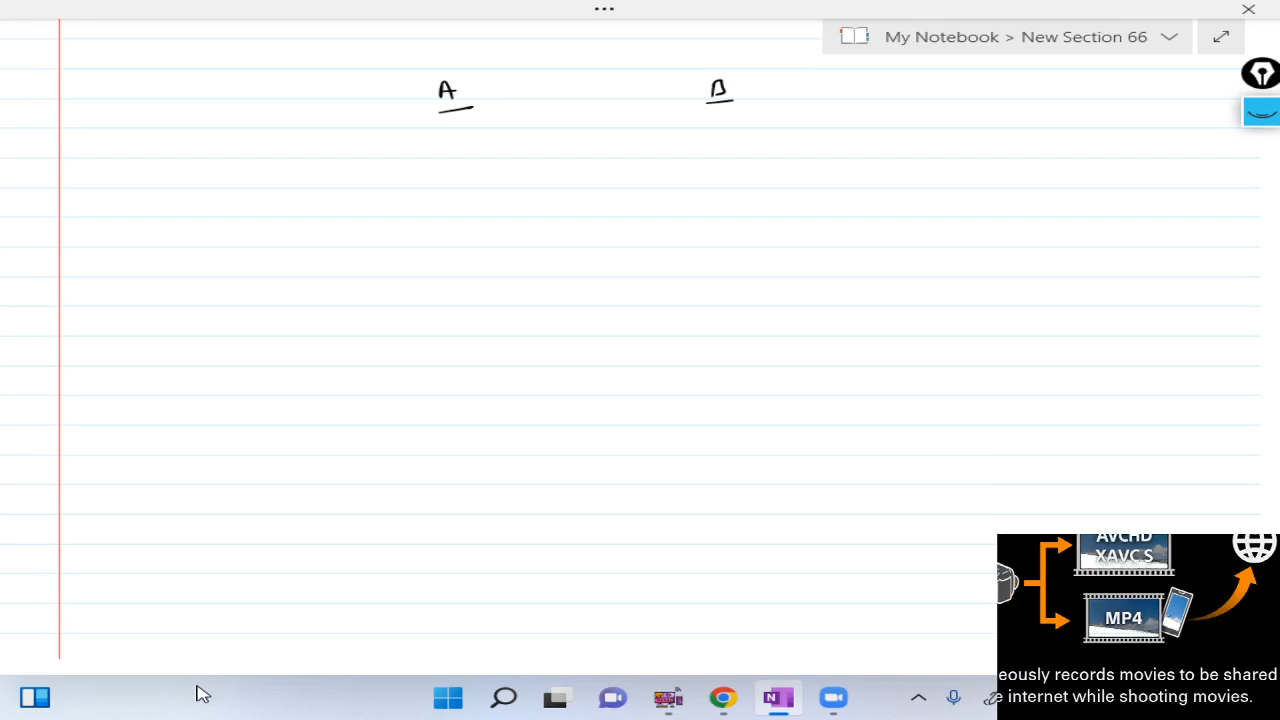 My Notebook > New Section 66
A B
AVCHD
XAVC S
MP4
eously records movies to be shared
e internet while shooting movies.